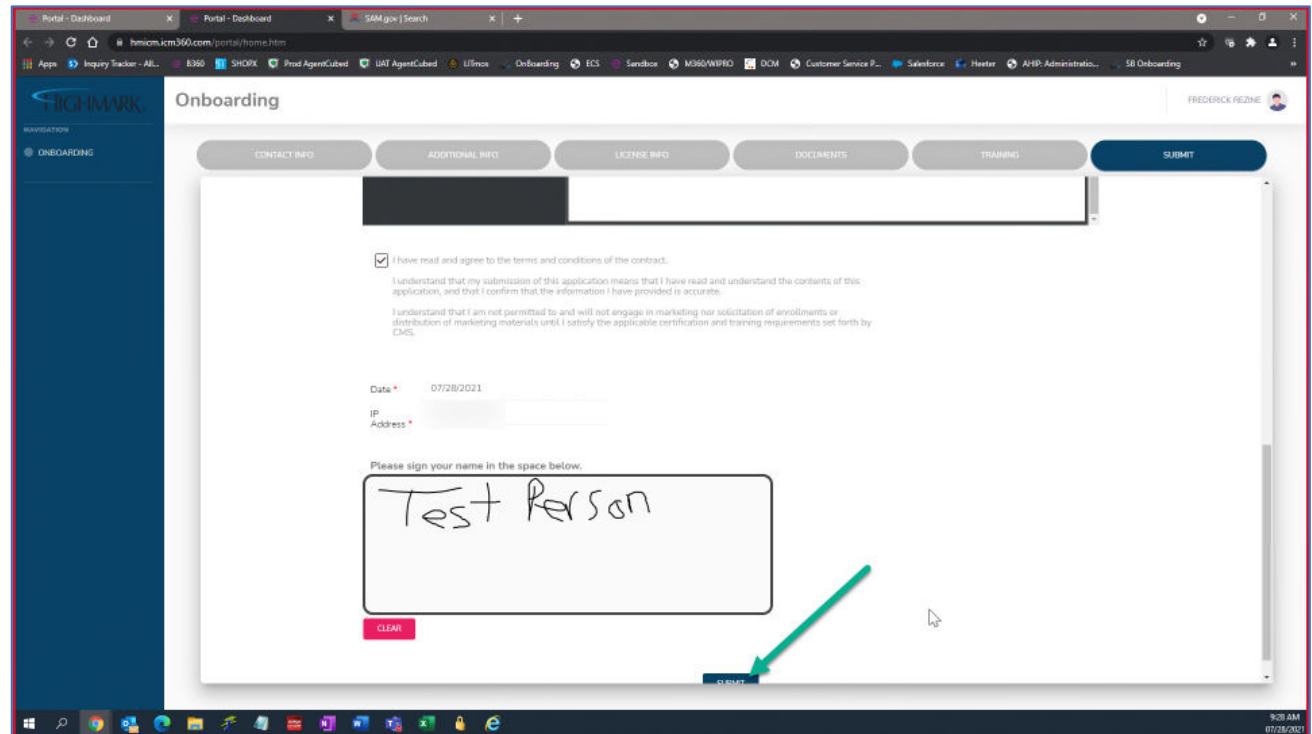 Portal - Dashboard
Portal - Dashboard
SAM.gov | Search
hmicm.icm360.com/portal/home.htm
Apps
Inquiry Tracker - All...
B360
SHOPX
Prod AgentCubed
UAT AgentCubed
LITmos
OnBoarding
ECS
Sandbox
M360/WIPRO
DCM
Customer Service P...
Salesforce
Heeter
AHIP: Administratio...
SB Onboarding
HIGHMARK
Onboarding
FREDERICK REZINE
NAVIGATION
ONBOARDING
CONTACT INFO
ADDITIONAL INFO
LICENSE INFO
DOCUMENTS
TRAINING
SUBMIT
I have read and agree to the terms and conditions of the contract.
I understand that my submission of this application means that I have read and understand the contents of this
application, and that I confirm that the information I have provided is accurate.
I understand that I am not permitted to and will not engage in marketing nor solicitation of enrollments or
distribution of marketing materials until I satisfy the applicable certification and training requirements set forth by
CMS.
Date * 07/28/2021
IP
Address *
Please sign your name in the space below.
Test Person
CLEAR
SUBMIT
9:28 AM
07/28/2021